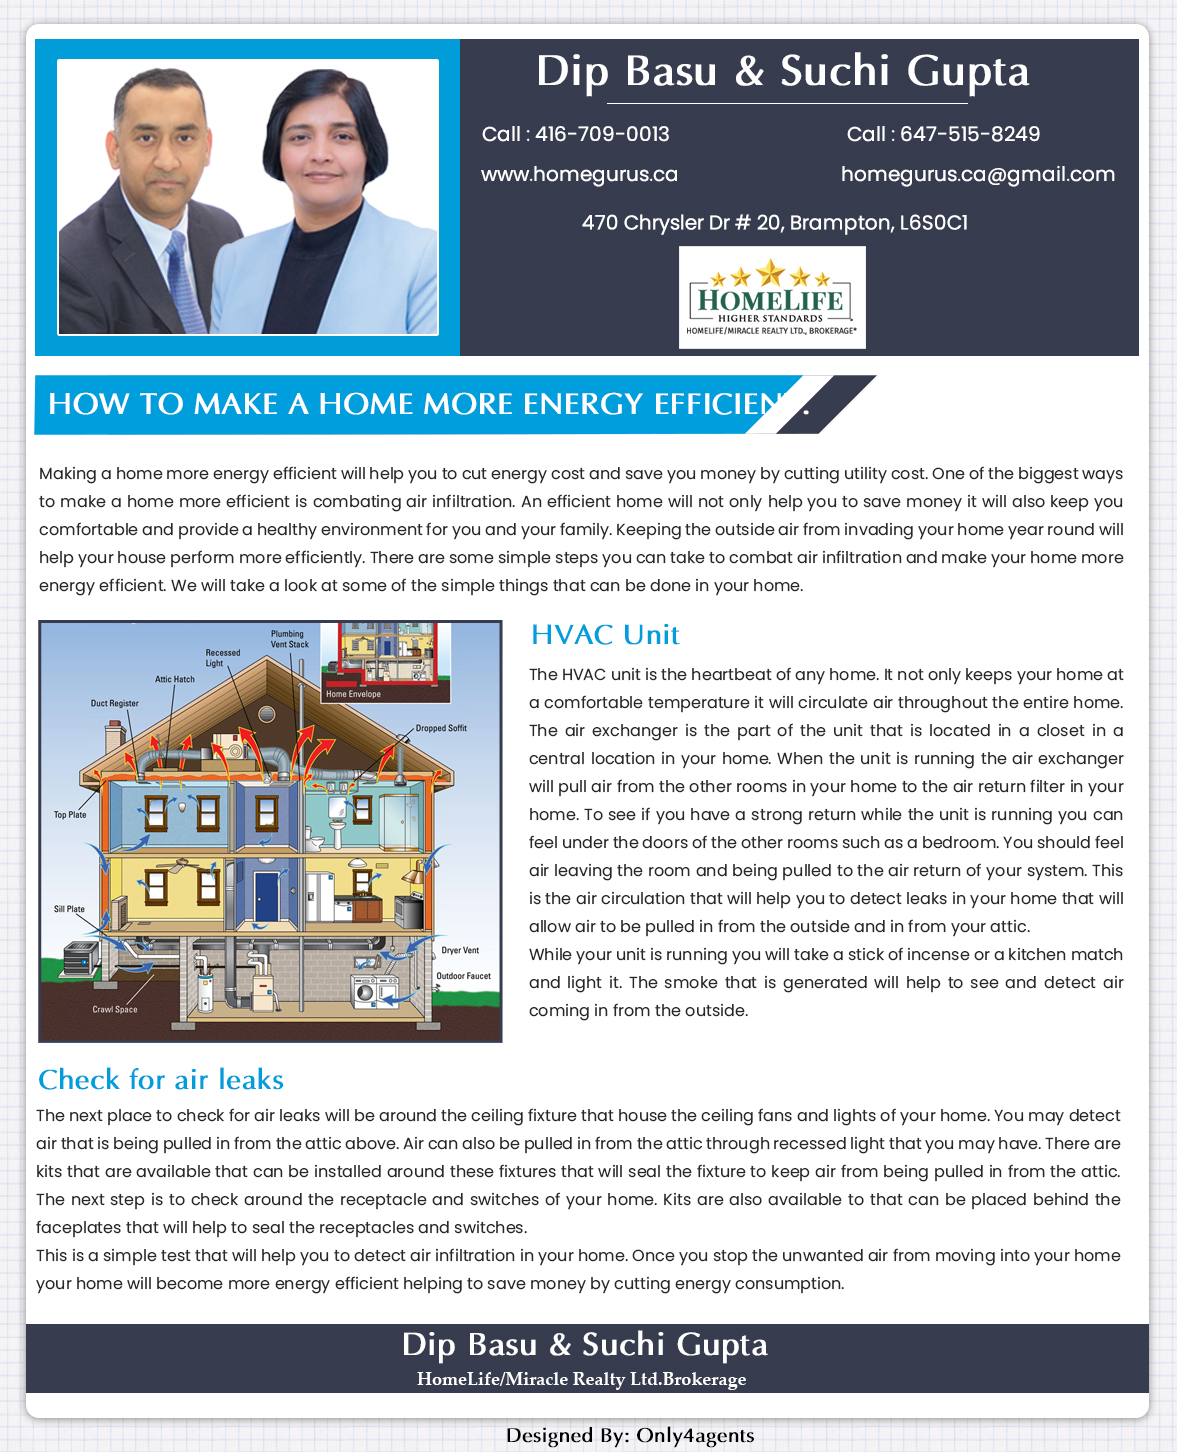 Dip Basu & Suchi Gupta
Call : 416-709-0013
Call : 647-515-8249
www.homegurus.ca
homegurus.ca@gmail.com
470 Chrysler Dr # 20, Brampton, L6S0C1
HOMELIFE
HIGHER STANDARDS
HOMELIFE/MIRACLE REALTY LTD., BROKERAGE*
HOW TO MAKE A HOME MORE ENERGY EFFICIENT.
Making a home more energy efficient will help you to cut energy cost and save you money by cutting utility cost. One of the biggest ways
to make a home more efficient is combating air infiltration. An efficient home will not only help you to save money it will also keep you
comfortable and provide a healthy environment for you and your family. Keeping the outside air from invading your home year round will
help your house perform more efficiently. There are some simple steps you can take to combat air infiltration and make your home more
energy efficient. We will take a look at some of the simple things that can be done in your home.
Plumbing
Vent Stack
Recessed
Light
Attic Hatch
Duct Register
Home Envelope
Dropped Soffit
Top Plate
Sill Plate
Dryer Vent
Outdoor Faucet
Crawl Space
HVAC Unit
The HVAC unit is the heartbeat of any home. It not only keeps your home at
a comfortable temperature it will circulate air throughout the entire home.
The air exchanger is the part of the unit that is located in a closet in a
central location in your home. When the unit is running the air exchanger
will pull air from the other rooms in your home to the air return filter in your
home. To see if you have a strong return while the unit is running you can
feel under the doors of the other rooms such as a bedroom. You should feel
air leaving the room and being pulled to the air return of your system. This
is the air circulation that will help you to detect leaks in your home that will
allow air to be pulled in from the outside and in from your attic.
While your unit is running you will take a stick of incense or a kitchen match
and light it. The smoke that is generated will help to see and detect air
coming in from the outside.
Check for air leaks
The next place to check for air leaks will be around the ceiling fixture that house the ceiling fans and lights of your home. You may detect
air that is being pulled in from the attic above. Air can also be pulled in from the attic through recessed light that you may have. There are
kits that are available that can be installed around these fixtures that will seal the fixture to keep air from being pulled in from the attic.
The next step is to check around the receptacle and switches of your home. Kits are also available to that can be placed behind the
faceplates that will help to seal the receptacles and switches.
This is a simple test that will help you to detect air infiltration in your home. Once you stop the unwanted air from moving into your home
your home will become more energy efficient helping to save money by cutting energy consumption.
Dip Basu & Suchi Gupta
HomeLife/Miracle Realty Ltd.Brokerage
Designed By: Only4agents